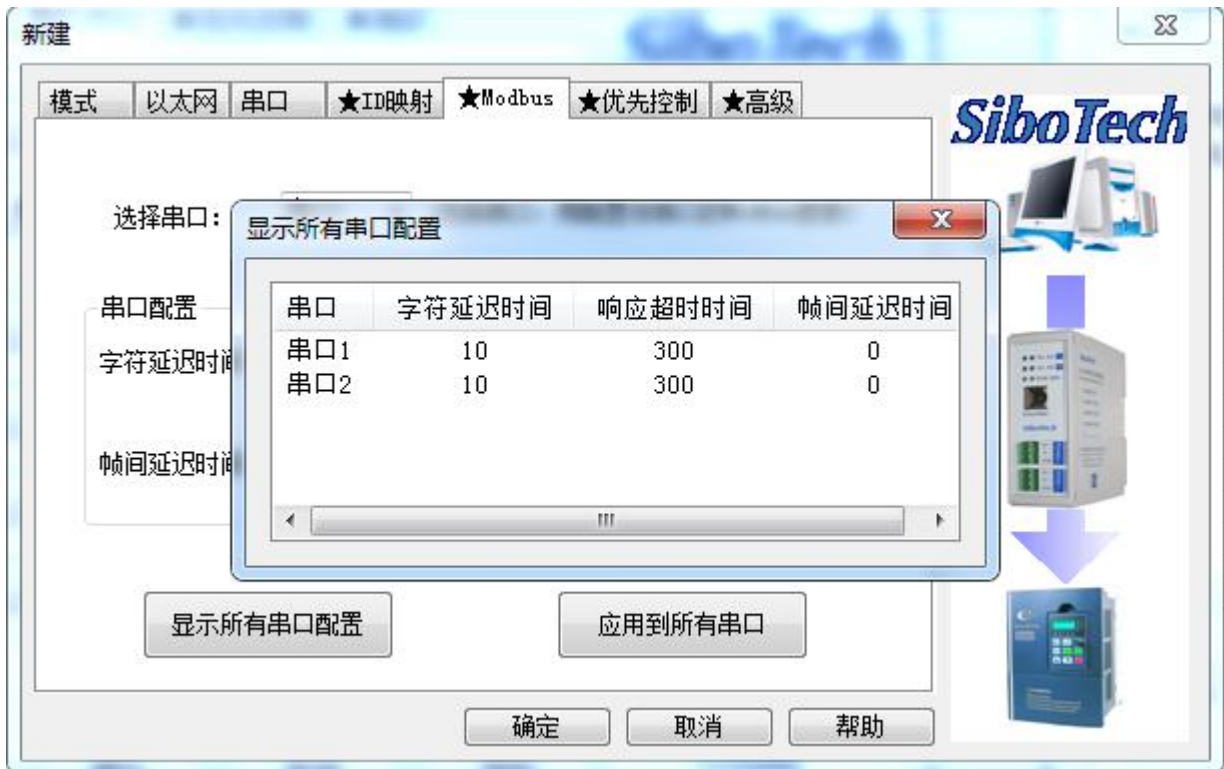 新建
模式 以太网 串口 ★ID映射 ★Modbus ★优先控制 ★高级
SiboTech
选择串口:
显示所有串口配置
串口配置
串口 字符延迟时间 响应超时时间 帧间延迟时间
串口1 10 300 0
串口2 10 300 0
字符延迟时间
帧间延迟时间
显示所有串口配置 应用到所有串口
确定 取消 帮助